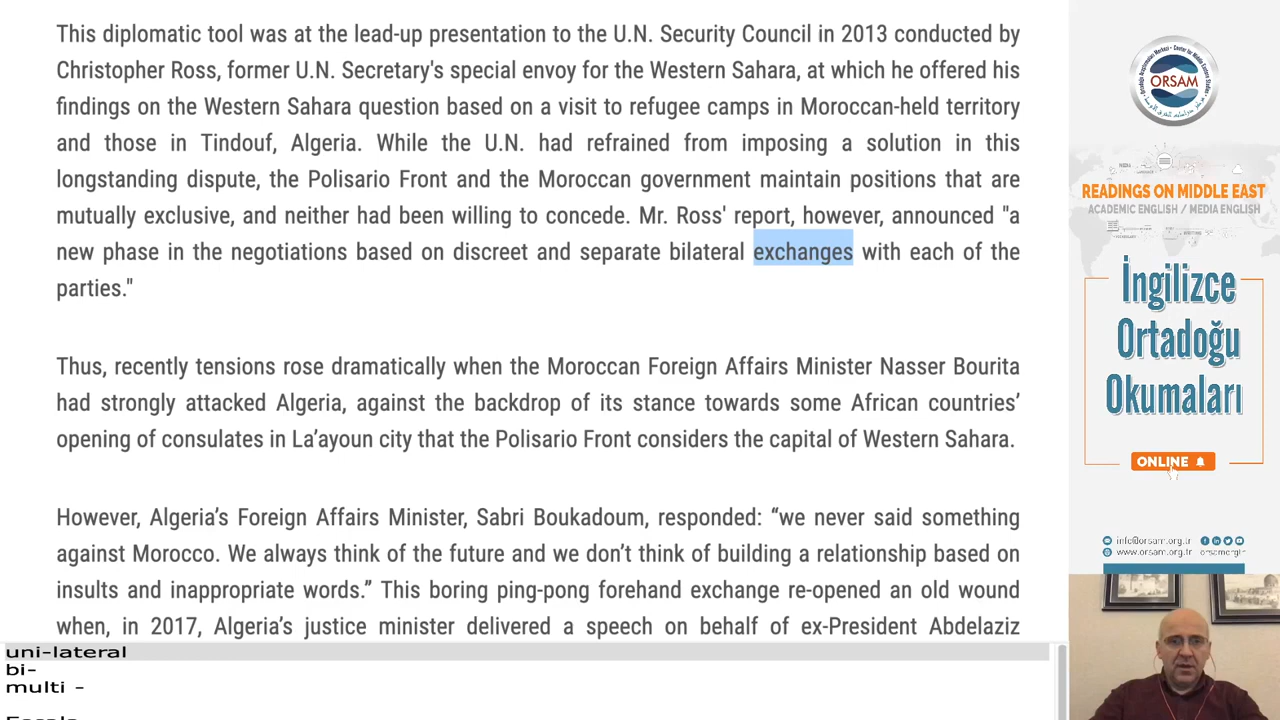 This diplomatic tool was at the lead-up presentation to the U.N. Security Council in 2013 conducted by
Christopher Ross, former U.N. Secretary's special envoy for the Western Sahara, at which he offered his
findings on the Western Sahara question based on a visit to refugee camps in Moroccan-held territory
and those in Tindouf, Algeria. While the U.N. had refrained from imposing a solution in this
longstanding dispute, the Polisario Front and the Moroccan government maintain positions that are
mutually exclusive, and neither had been willing to concede. Mr. Ross' report, however, announced "a
new phase in the negotiations based on discreet and separate bilateral exchanges with each of the
parties."
Thus, recently tensions rose dramatically when the Moroccan Foreign Affairs Minister Nasser Bourita
had strongly attacked Algeria, against the backdrop of its stance towards some African countries’
opening of consulates in La’ayoun city that the Polisario Front considers the capital of Western Sahara.
However, Algeria’s Foreign Affairs Minister, Sabri Boukadoum, responded: “we never said something
against Morocco. We always think of the future and we don’t think of building a relationship based on
insults and inappropriate words.” This boring ping-pong forehand exchange re-opened an old wound
when, in 2017, Algeria’s justice minister delivered a speech on behalf of ex-President Abdelaziz
uni-lateral
bi-
multi -
ORSAM
READINGS ON MIDDLE EAST
ACADEMIC ENGLISH / MEDIA ENGLISH
İngilizce
Ortadoğu
Okumaları
ONLINE
info@orsam.org.tr
www.orsam.org.tr orsamorgtr